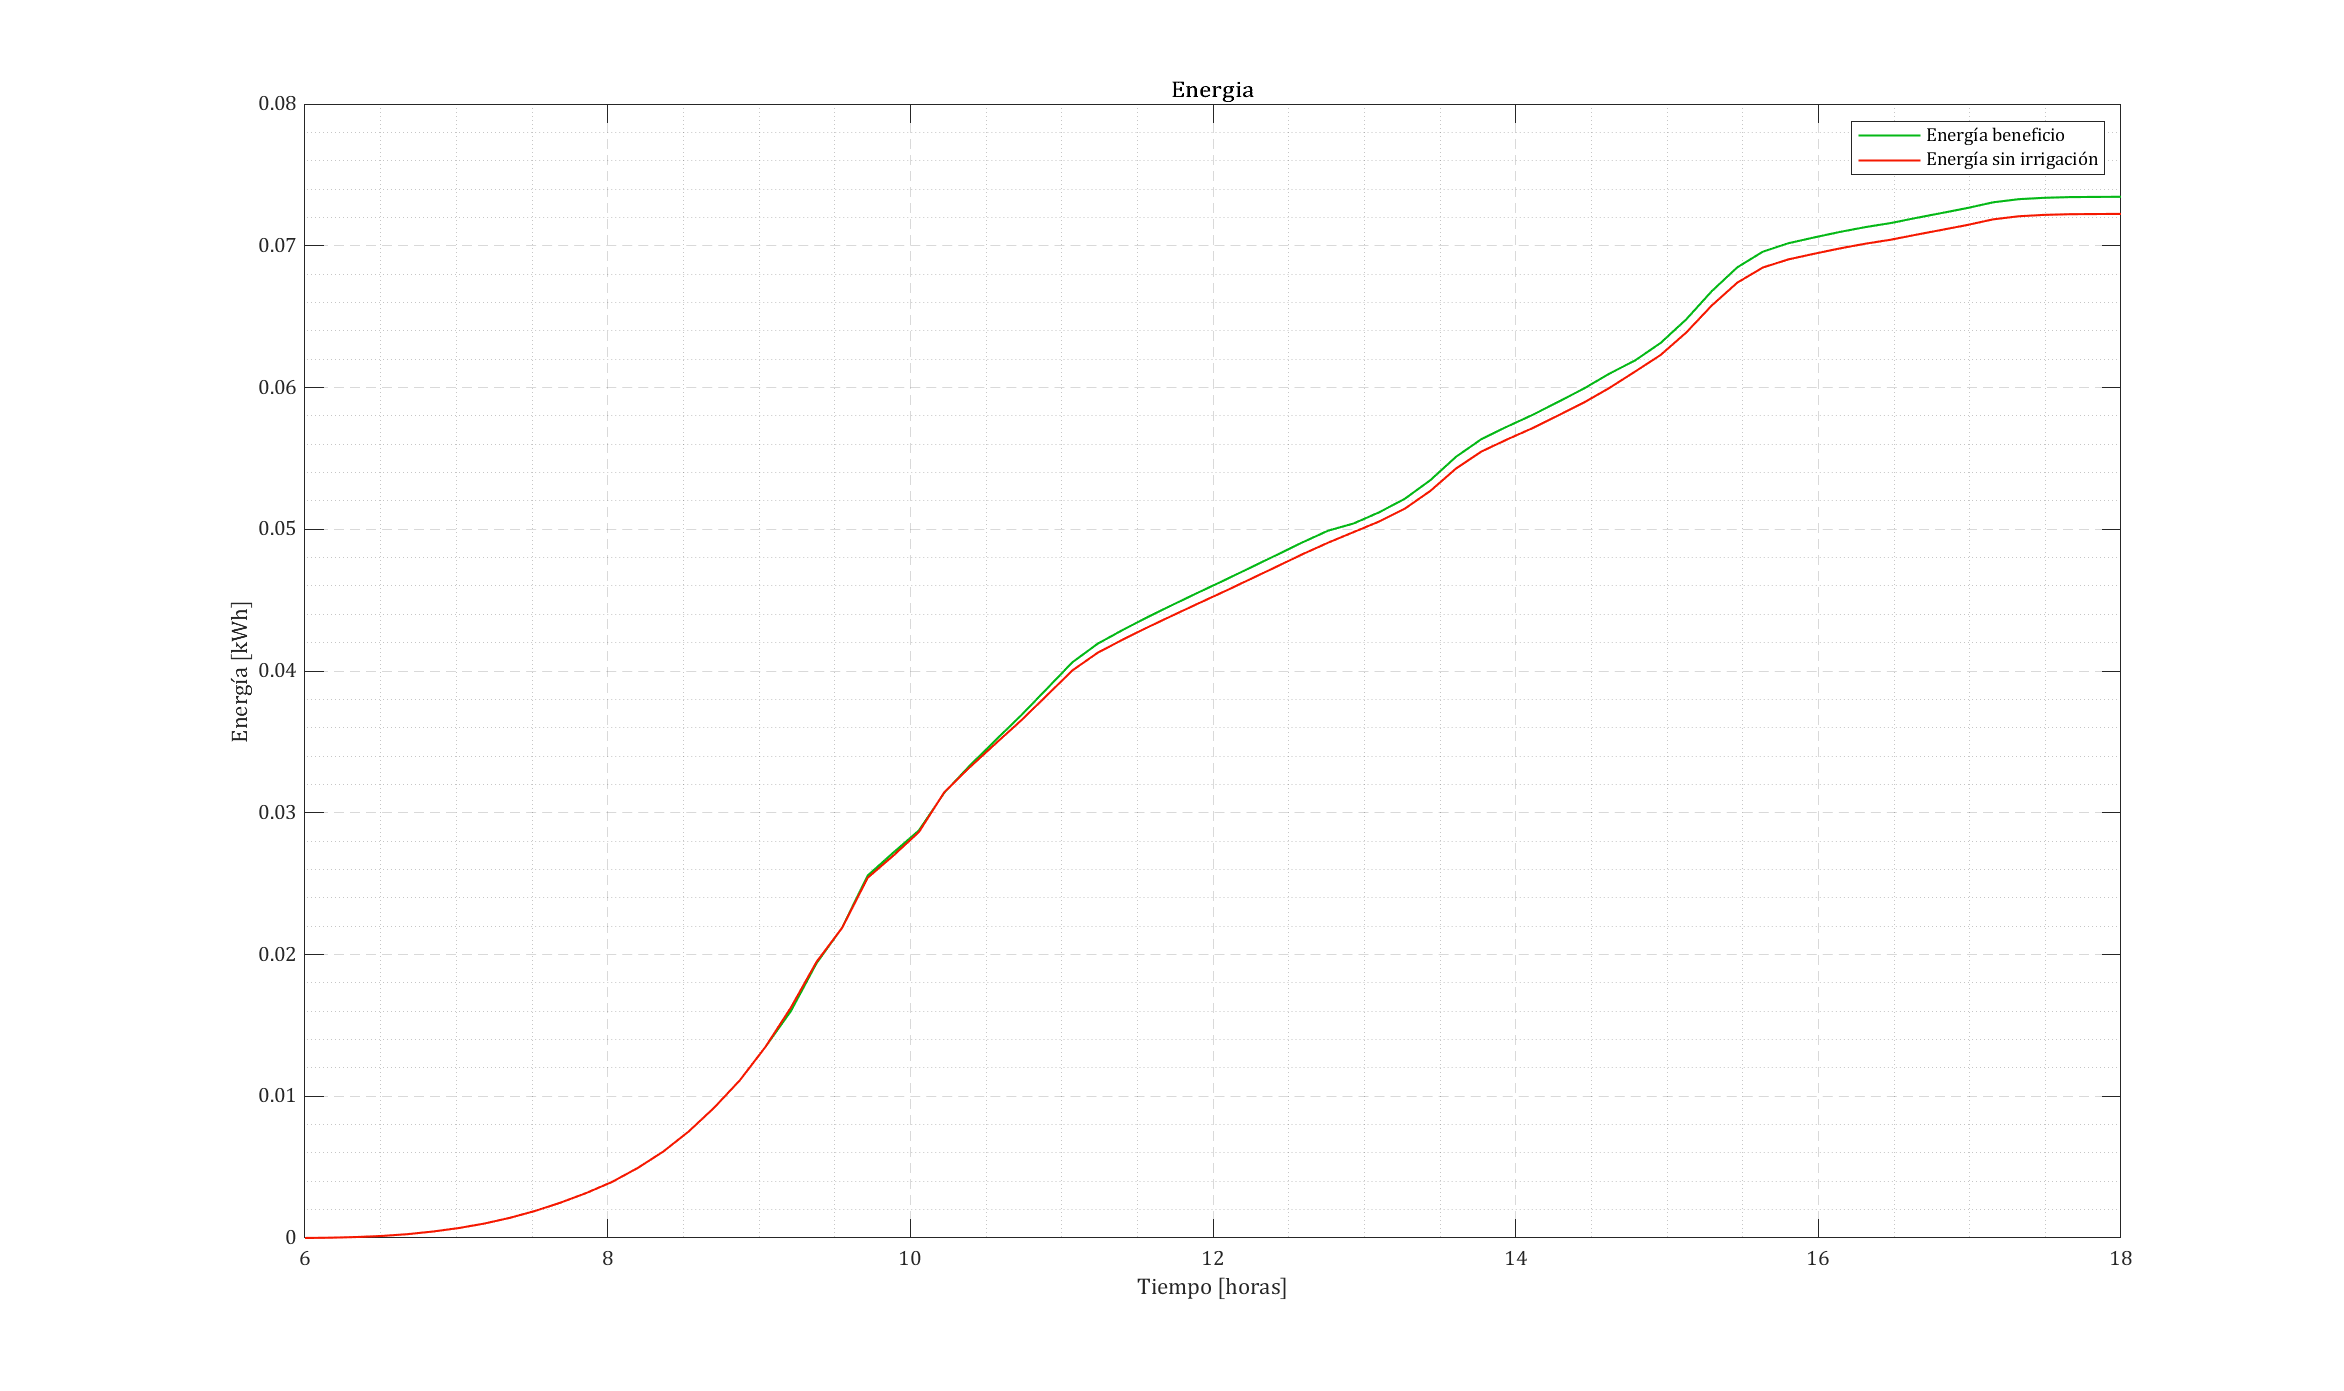 Energia
0.08
Energía beneficio
Energía sin irrigación
0.07
0.06
0.05
Energía [kWh]
0.04
0.03
0.02
0.01
0
6 8 10 12 14 16 18
Tiempo [horas]